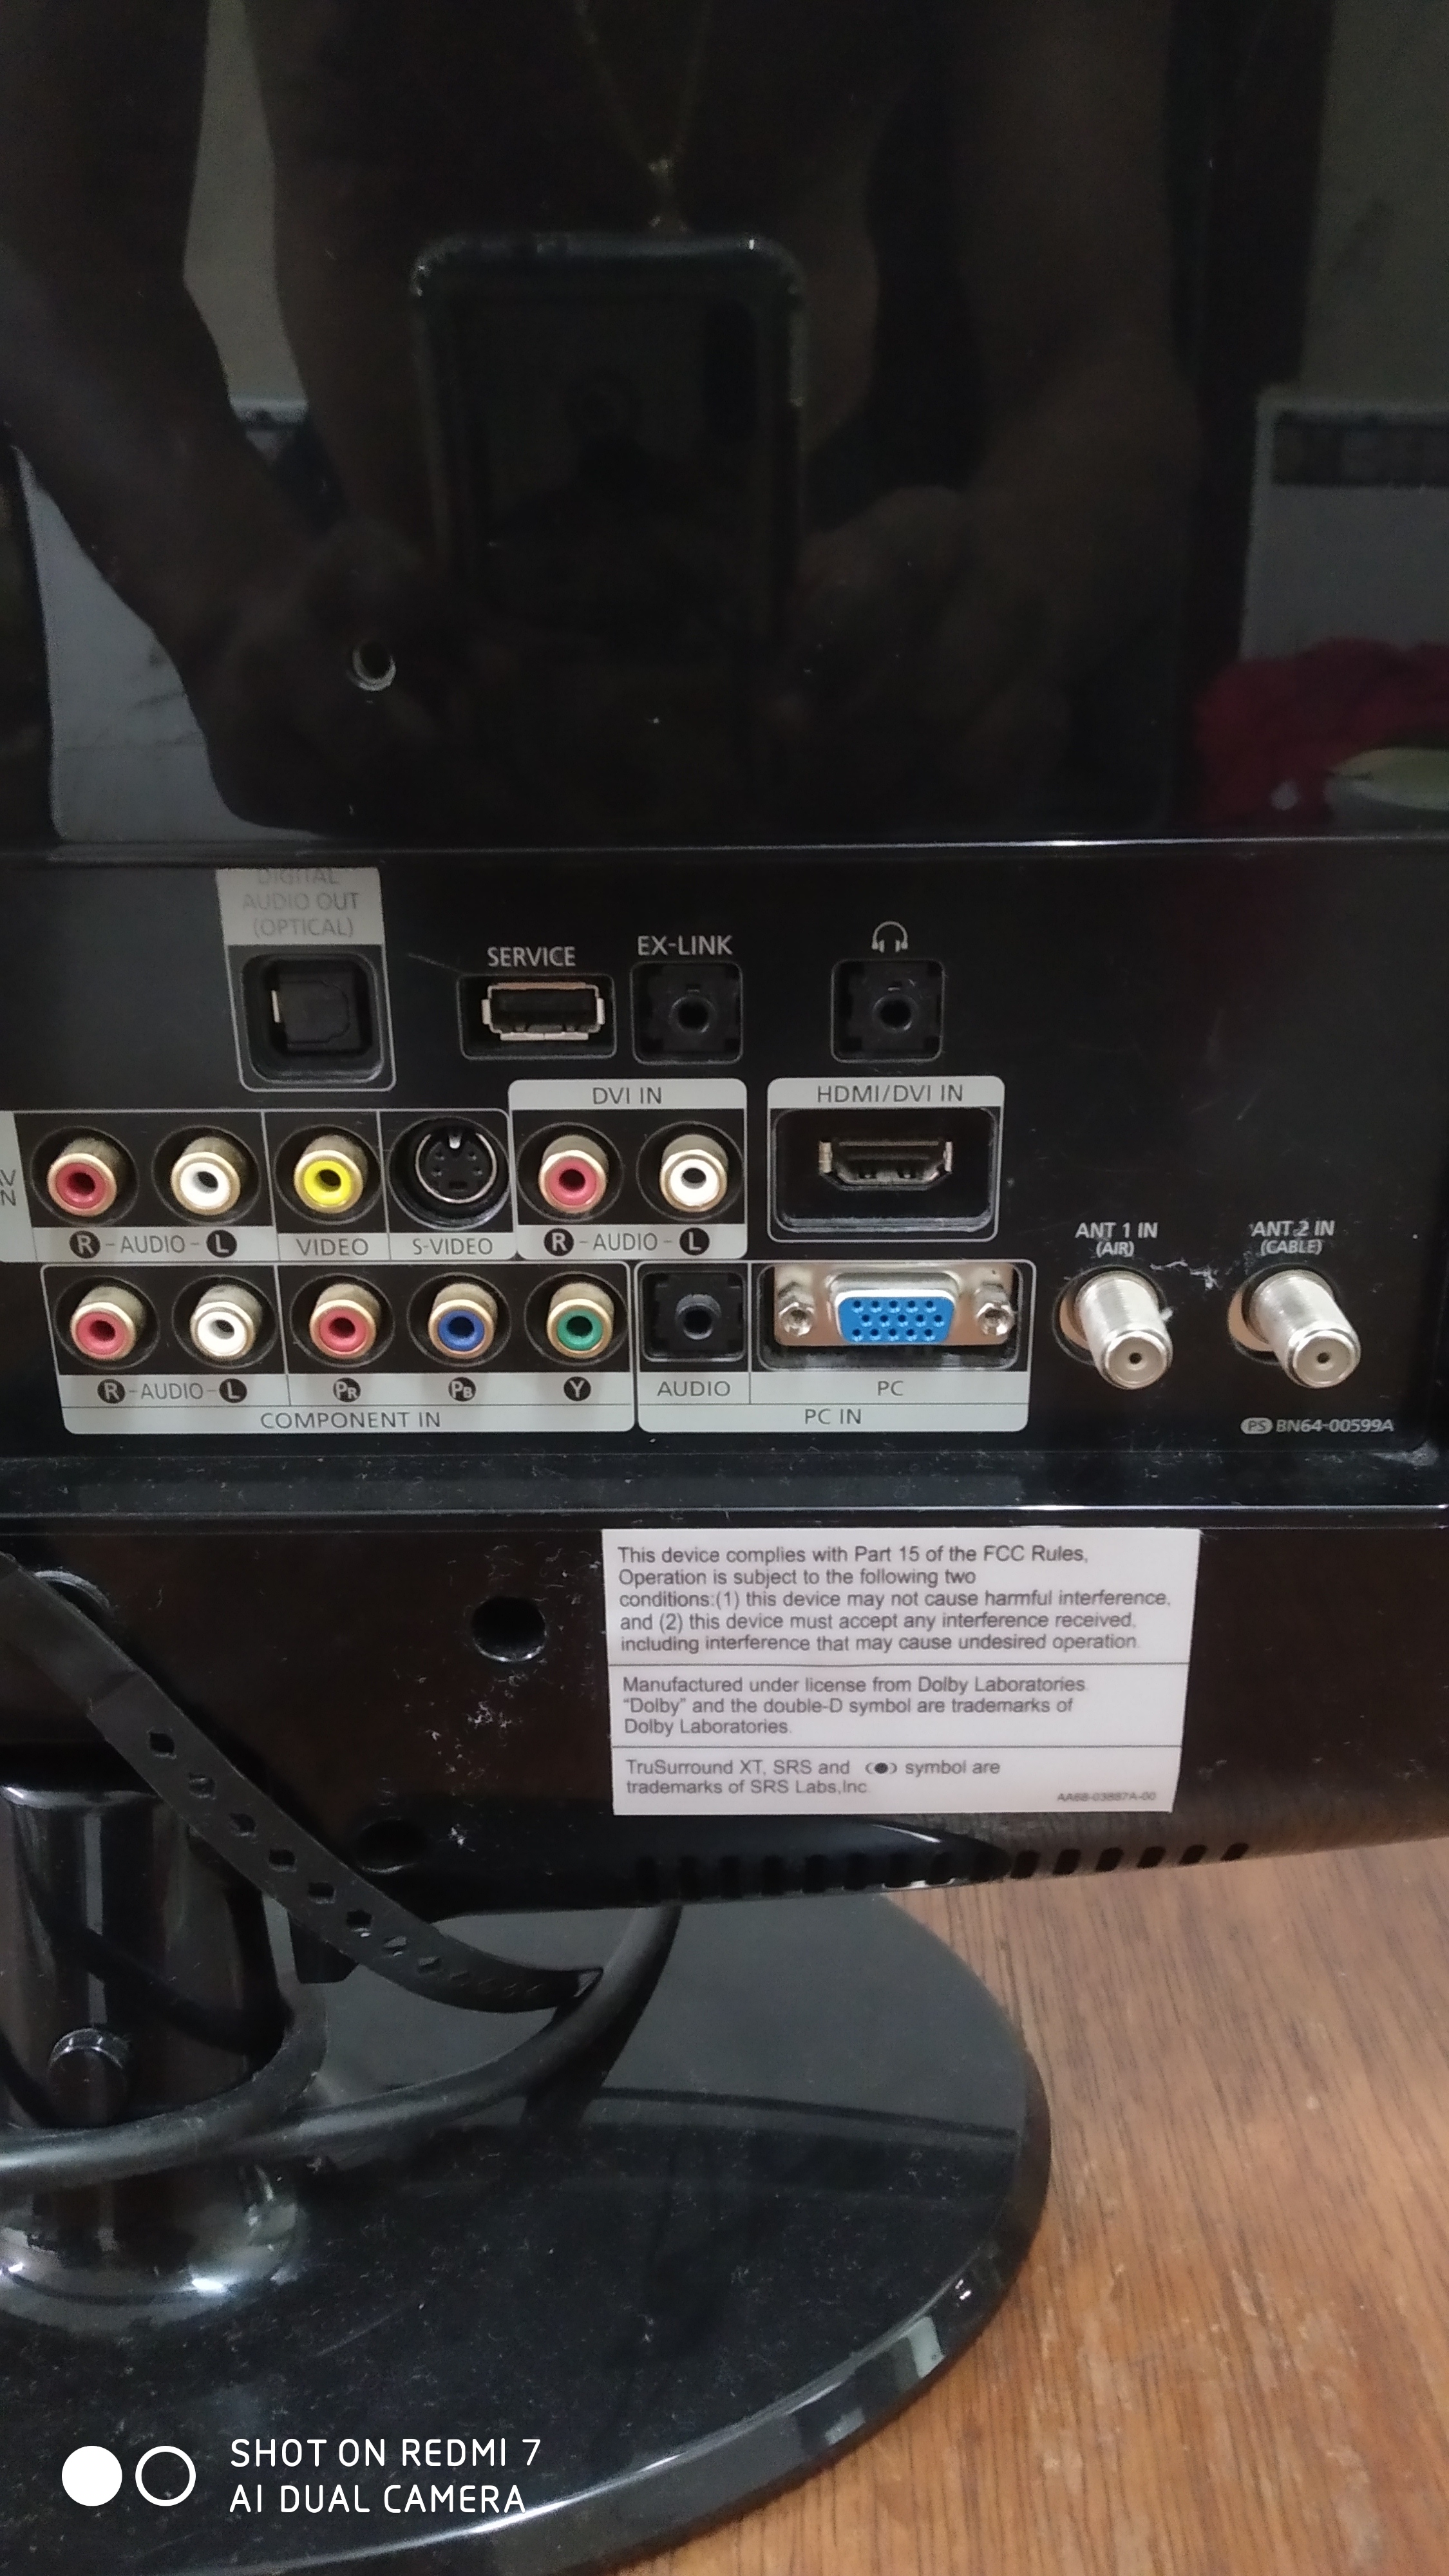 DIGITAL
AUDIO OUT
(OPTICAL)
SERVICE
EX-LINK
DVI IN
HDMI/DVI IN
R - AUDIO - L
VIDEO
S-VIDEO
R - AUDIO - L
ANT 1 IN
(AIR)
ANT 2 IN
(CABLE)
R - AUDIO - L
PR
PB
Y
COMPONENT IN
AUDIO
PC
PC IN
PS BN64-00599A
This device complies with Part 15 of the FCC Rules,
Operation is subject to the following two
conditions:(1) this device may not cause harmful interference,
and (2) this device must accept any interference received,
including interference that may cause undesired operation.
Manufactured under license from Dolby Laboratories.
“Dolby” and the double-D symbol are trademarks of
Dolby Laboratories.
TruSurround XT, SRS and (●) symbol are
trademarks of SRS Labs,Inc.
AA68-03887A-00
SHOT ON REDMI 7
AI DUAL CAMERA